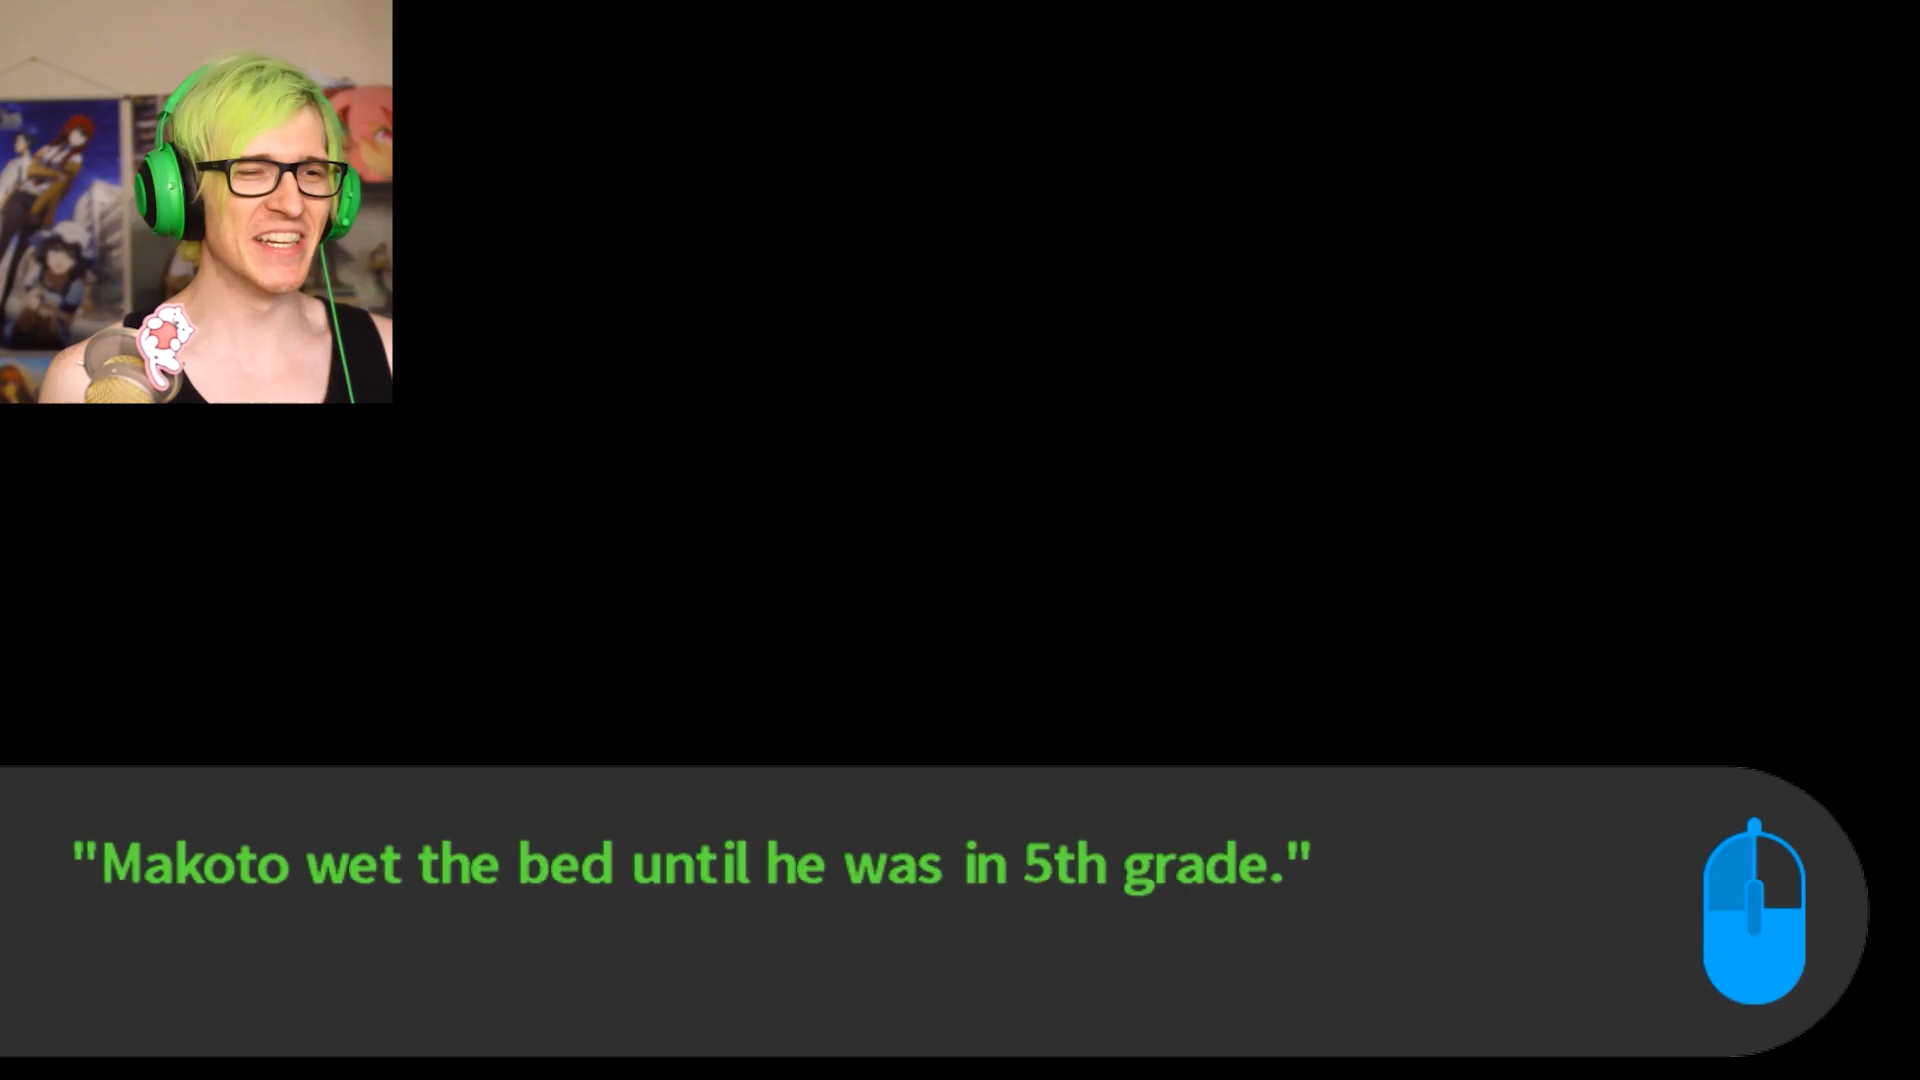 "Makoto wet the bed until he was in 5th grade."